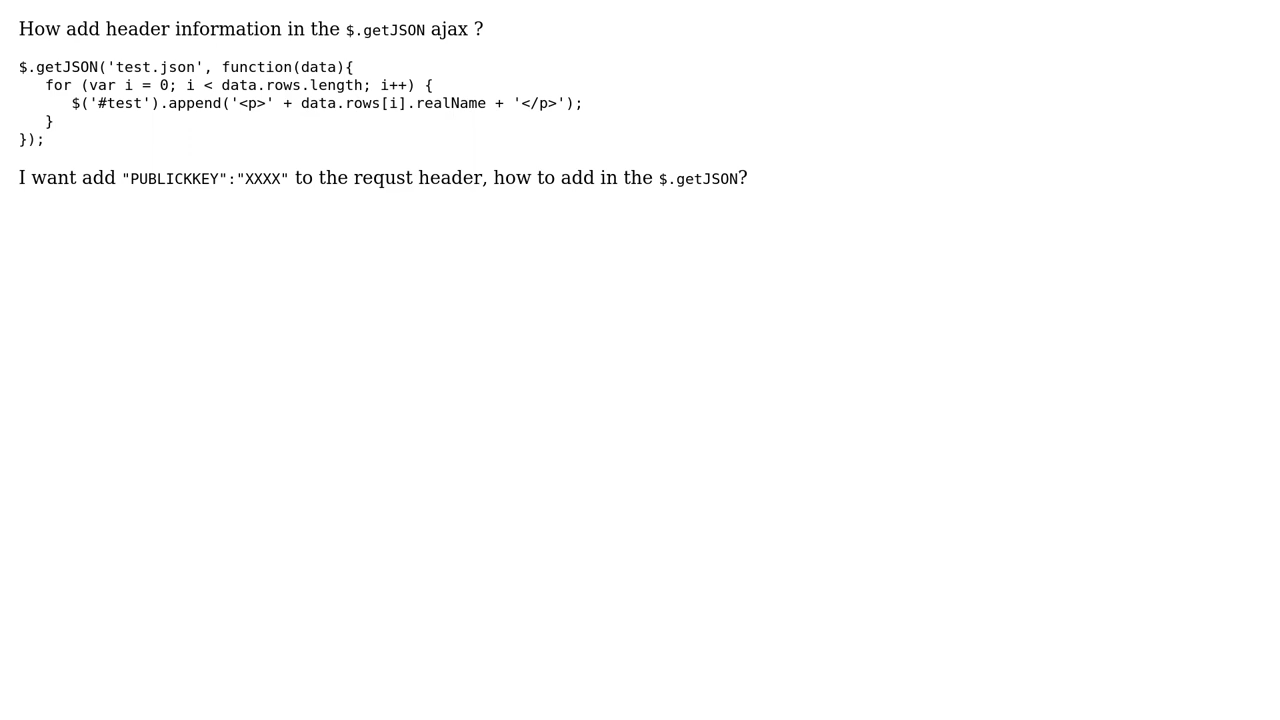 How add header information in the $.getJSON ajax ?
$.getJSON('test.json', function(data){
   for (var i = 0; i < data.rows.length; i++) {
      $('#test').append('<p>' + data.rows[i].realName + '</p>');
   }
});
I want add "PUBLICKKEY":"XXXX" to the requst header, how to add in the $.getJSON?